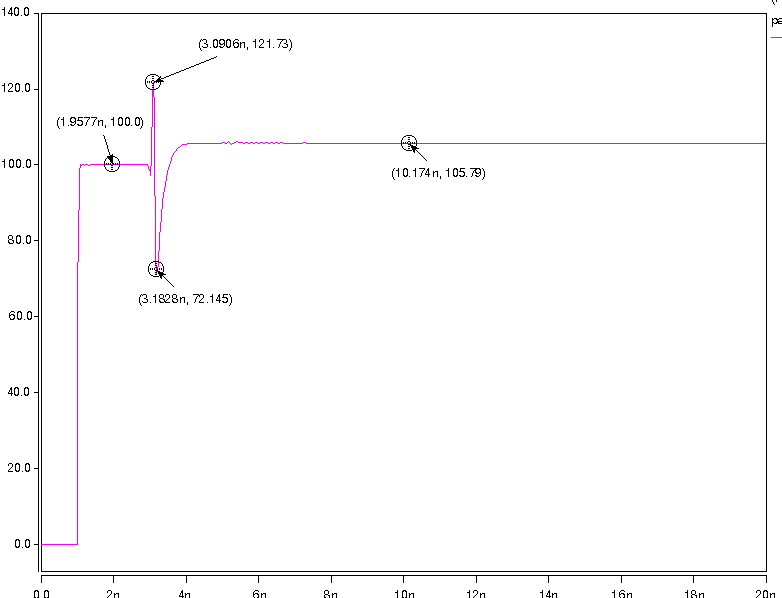 140.0
pa
(3.0906n, 121.73)
120.0
(1.9577n, 100.0)
100.0
(10.174n, 105.79)
80.0
(3.1828n, 72.145)
60.0
40.0
20.0
0.0
0.0 2n 4n 6n 8n 10n 12n 14n 16n 18n 20n